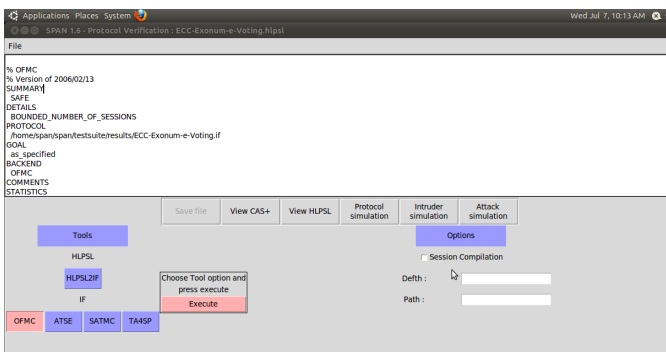 Applications Places System Wed Jul 7, 10:13 AM
SPAN 1.6 - Protocol Verification : ECC-Exonum-e-Voting.hlpsl
File
% OFMC
% Version of 2006/02/13
SUMMARY
SAFE
DETAILS
BOUNDED_NUMBER_OF_SESSIONS
PROTOCOL
/home/span/span/testsuite/results/ECC-Exonum-e-Voting.if
GOAL
as_specified
BACKEND
OFMC
COMMENTS
STATISTICS
Save file View CAS+ View HLPSL Protocol simulation Intruder simulation Attack simulation
Tools
Options
HLPSL
Session Compilation
HLPSL2IF
Choose Tool option and
press execute
Execute
Defth :
IF
Path :
OFMC ATSE SATMC TA4SP